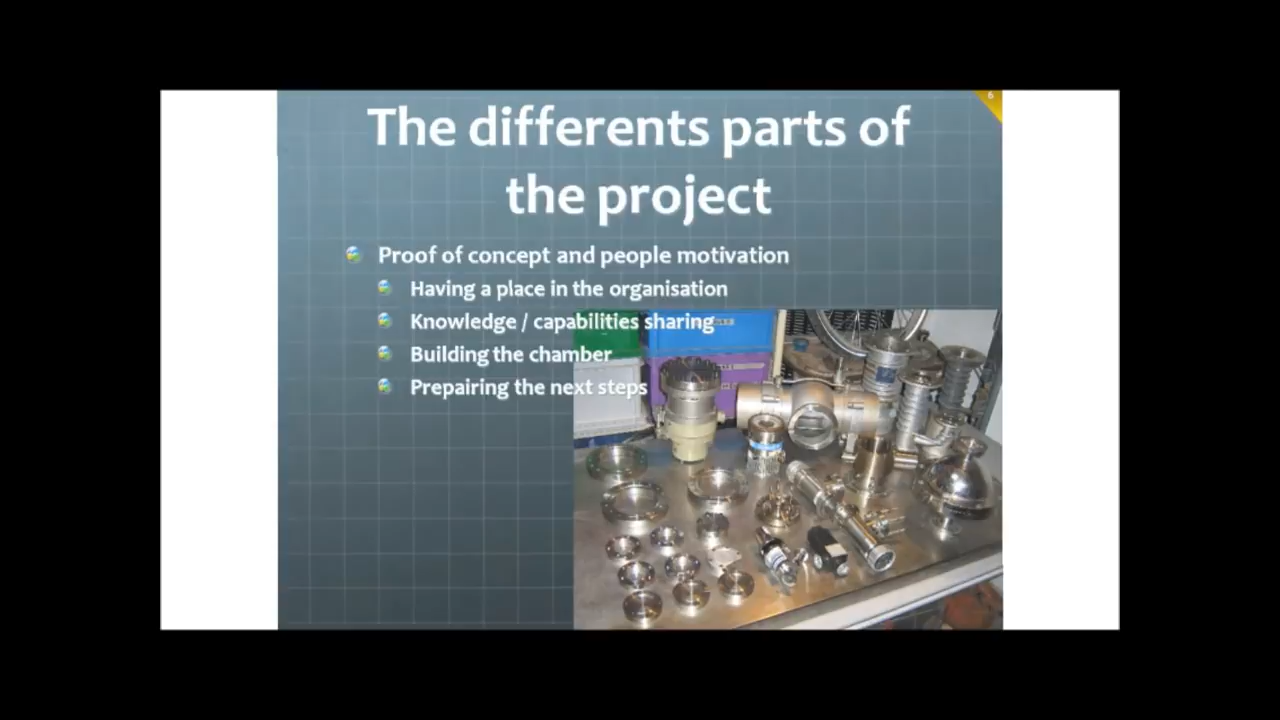 6
The differents parts of
the project
Proof of concept and people motivation
Having a place in the organisation
Knowledge / capabilities sharing
Building the chamber
Prepairing the next steps